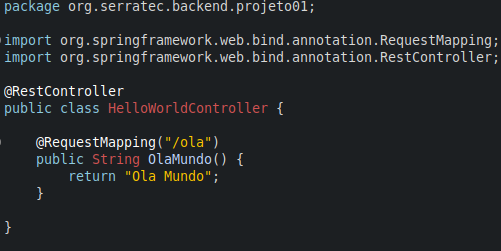 package org.serratec.backend.projeto01;
import org.springframework.web.bind.annotation.RequestMapping;
import org.springframework.web.bind.annotation.RestController;
@RestController
public class HelloWorldController {
@RequestMapping("/ola")
public String OlaMundo() {
return "Ola Mundo";
}
}